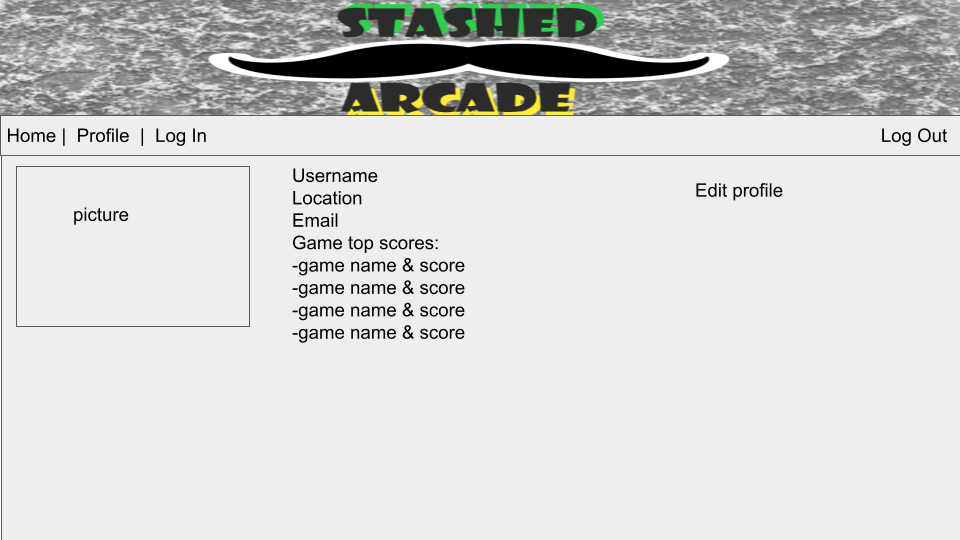 STASHED
ARCADE
Home | Profile | Log In
Log Out
picture
Username
Location
Email
Game top scores:
-game name & score
-game name & score
-game name & score
-game name & score
Edit profile